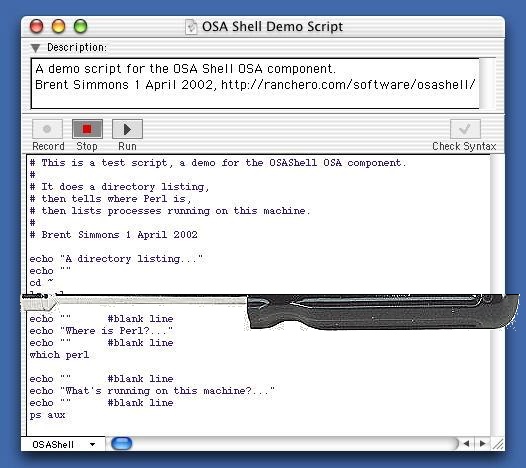 OSA Shell Demo Script
Description:
A demo script for the OSA Shell OSA component.
Brent Simmons 1 April 2002, http://ranchero.com/software/osashell/
Record Stop Run Check Syntax
# This is a test script, a demo for the OSAShell OSA component.
#
# It does a directory listing,
# then tells where Perl is,
# then lists processes running on this machine.
#
# Brent Simmons 1 April 2002
echo "A directory listing..."
echo ""
cd ~
echo "" #blank line
echo "Where is Perl?..."
echo "" #blank line
which perl
echo "" #blank line
echo "What's running on this machine?..."
echo "" #blank line
ps aux
OSAShell